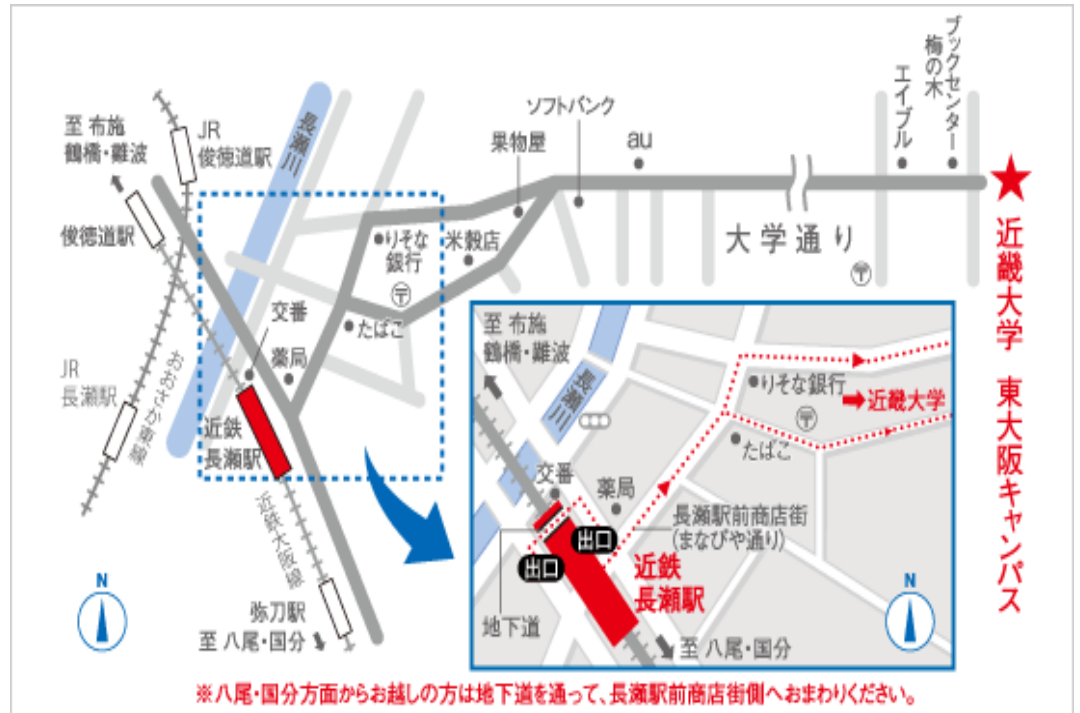 至 布施
鶴橋・難波
JR
俊徳道駅
俊徳道駅
長瀬川
JR
長瀬駅
おおさか東線
交番
薬局
近鉄
長瀬駅
近鉄大阪線
弥刀駅
至 八尾・国分
N
りそな
銀行
〒
たばこ
米穀店
果物屋
ソフトバンク
au
大学通り
〒
エイブル
ブックセンター
梅の木
★
近畿大学 東大阪キャンパス
至 布施
鶴橋・難波
長瀬川
りそな銀行
〒
近畿大学
たばこ
交番
薬局
長瀬駅前商店街
(まなびや通り)
出口
出口
近鉄
長瀬駅
地下道
至 八尾・国分
N
※八尾・国分方面からお越しの方は地下道を通って、長瀬駅前商店街側へおまわりください。